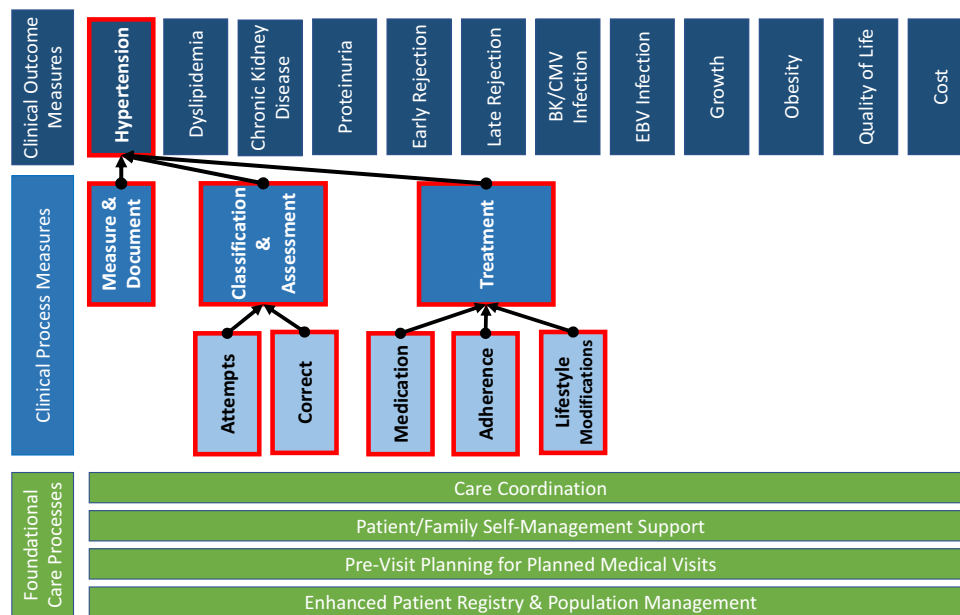 Clinical Outcome
Measures
Hypertension
Dyslipidemia
Chronic Kidney
Disease
Proteinuria
Early Rejection
Late Rejection
BK/CMV
Infection
EBV Infection
Growth
Obesity
Quality of Life
Cost
Clinical Process Measures
Measure &
Document
Classification
&
Assessment
Treatment
Attempts
Correct
Medication
Adherence
Lifestyle
Modifications
Foundational
Care Processes
Care Coordination
Patient/Family Self-Management Support
Pre-Visit Planning for Planned Medical Visits
Enhanced Patient Registry & Population Management